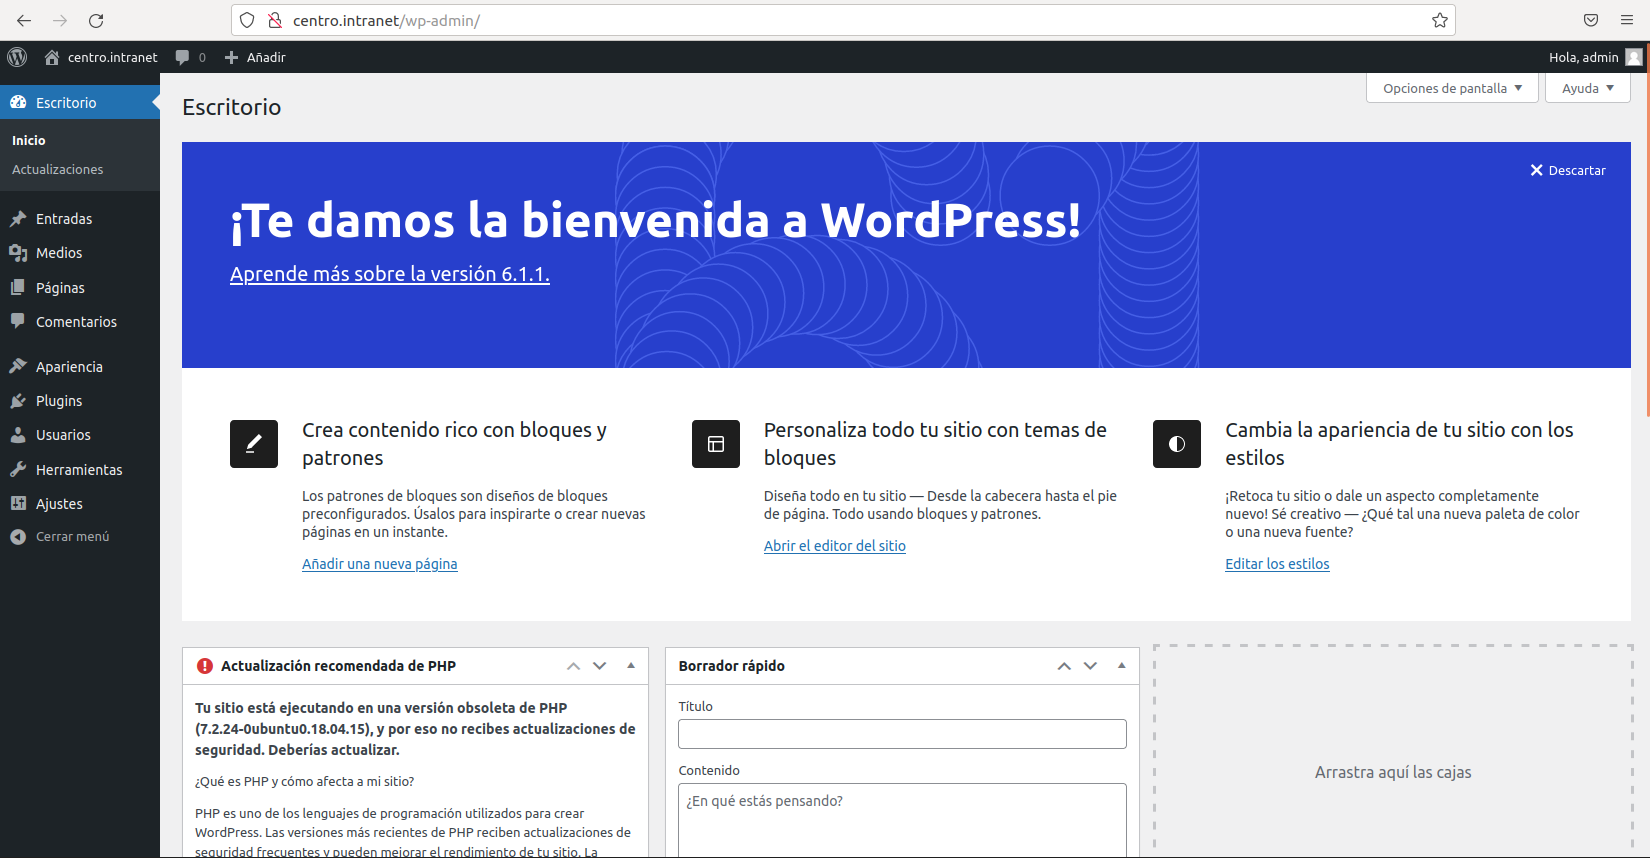 centro.intranet/wp-admin/
centro.intranet
0
Añadir
Hola, admin
Escritorio
Inicio
Actualizaciones
Entradas
Medios
Páginas
Comentarios
Apariencia
Plugins
Usuarios
Herramientas
Ajustes
Cerrar menú
Opciones de pantalla
Ayuda
Escritorio
Descartar
¡Te damos la bienvenida a WordPress!
Aprende más sobre la versión 6.1.1.
Crea contenido rico con bloques y
patrones
Los patrones de bloques son diseños de bloques
preconfigurados. Úsalos para inspirarte o crear nuevas
páginas en un instante.
Añadir una nueva página
Personaliza todo tu sitio con temas de
bloques
Diseña todo en tu sitio — Desde la cabecera hasta el pie
de página. Todo usando bloques y patrones.
Abrir el editor del sitio
Cambia la apariencia de tu sitio con los
estilos
¡Retoca tu sitio o dale un aspecto completamente
nuevo! Sé creativo — ¿Qué tal una nueva paleta de color
o una nueva fuente?
Editar los estilos
Actualización recomendada de PHP
Tu sitio está ejecutando en una versión obsoleta de PHP
(7.2.24-0ubuntu0.18.04.15), y por eso no recibes actualizaciones de
seguridad. Deberías actualizar.
¿Qué es PHP y cómo afecta a mi sitio?
PHP es uno de los lenguajes de programación utilizados para crear
WordPress. Las versiones más recientes de PHP reciben actualizaciones de
seguridad frecuentes y pueden mejorar el rendimiento de tu sitio. La
Borrador rápido
Título
Contenido
¿En qué estás pensando?
Arrastra aquí las cajas